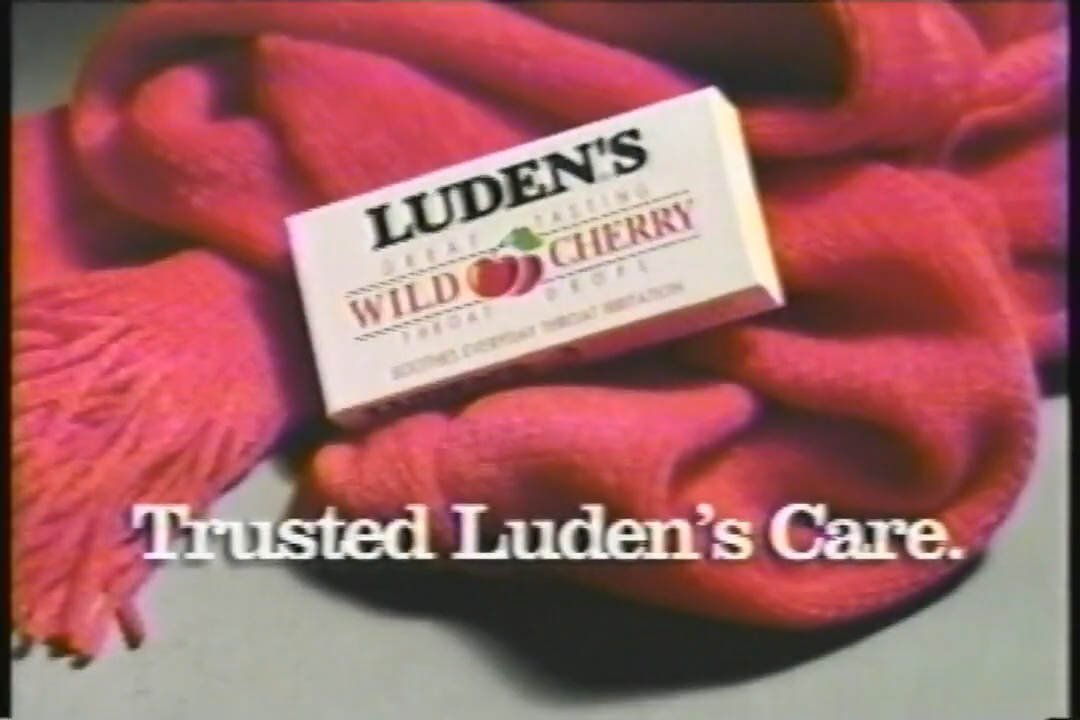 LUDEN'S
GREAT TASTING
WILD CHERRY
THROAT DROPS
SOOTHES EVERYDAY THROAT IRRITATION
Trusted Luden's Care.